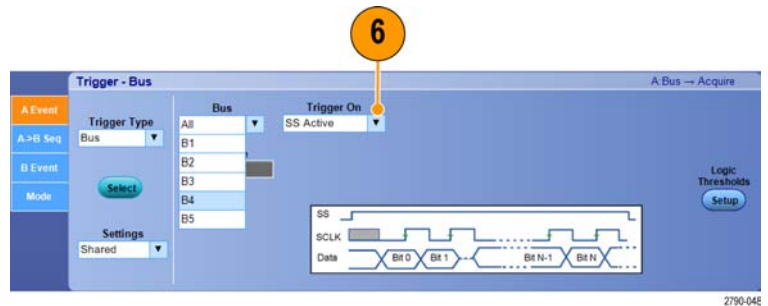 6
Trigger - Bus
A:Bus → Acquire
A Event
A->B Seq
B Event
Mode
Trigger Type
Bus
Select
Settings
Shared
Bus
All
B1
B2
B3
B4
B5
Trigger On
SS Active
SS
SCLK
Data
Bit 0
Bit 1
Bit N-1
Bit N
Logic
Thresholds
Setup